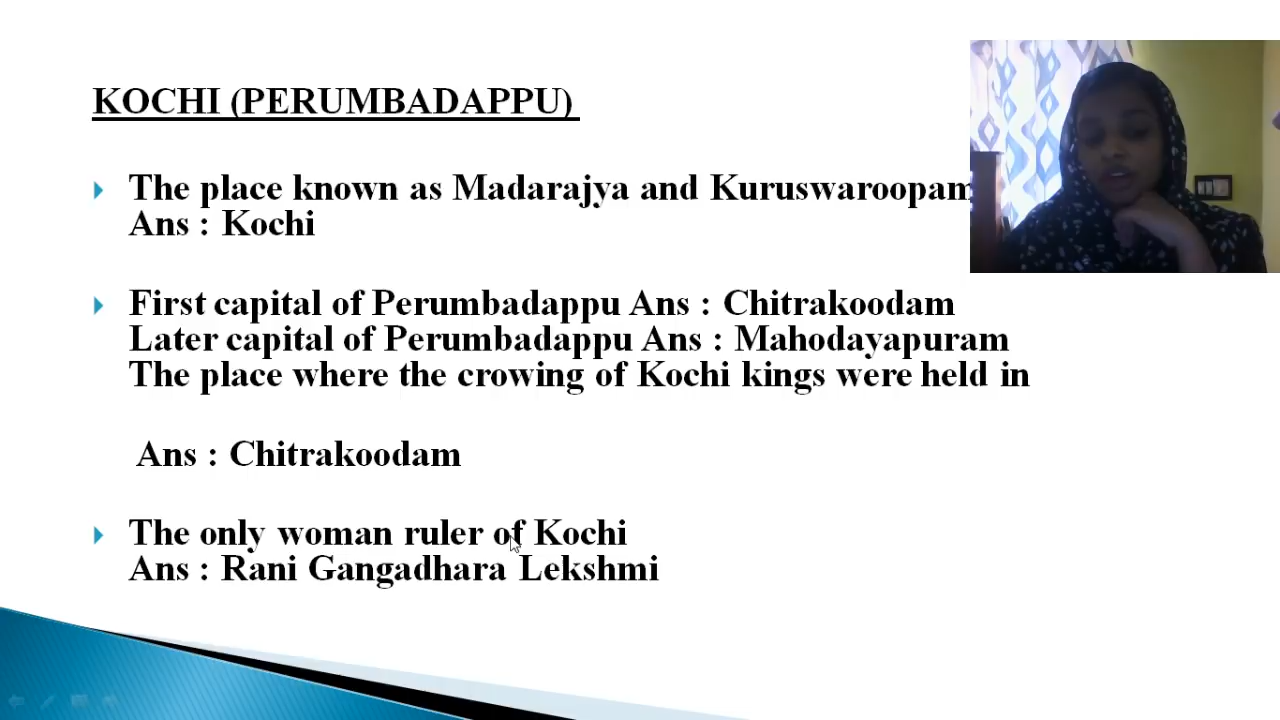 KOCHI (PERUMBADAPPU)
The place known as Madarajya and Kuruswaroopam
Ans : Kochi
First capital of Perumbadappu Ans : Chitrakoodam
Later capital of Perumbadappu Ans : Mahodayapuram
The place where the crowing of Kochi kings were held in
Ans : Chitrakoodam
The only woman ruler of Kochi
Ans : Rani Gangadhara Lekshmi